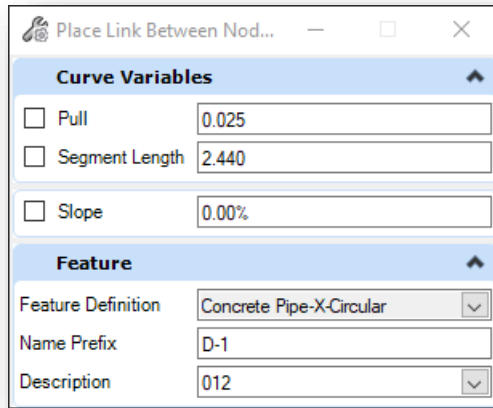 Place Link Between Nod...
Curve Variables
Pull 0.025
Segment Length 2.440
Slope 0.00%
Feature
Feature Definition Concrete Pipe-X-Circular
Name Prefix D-1
Description 012